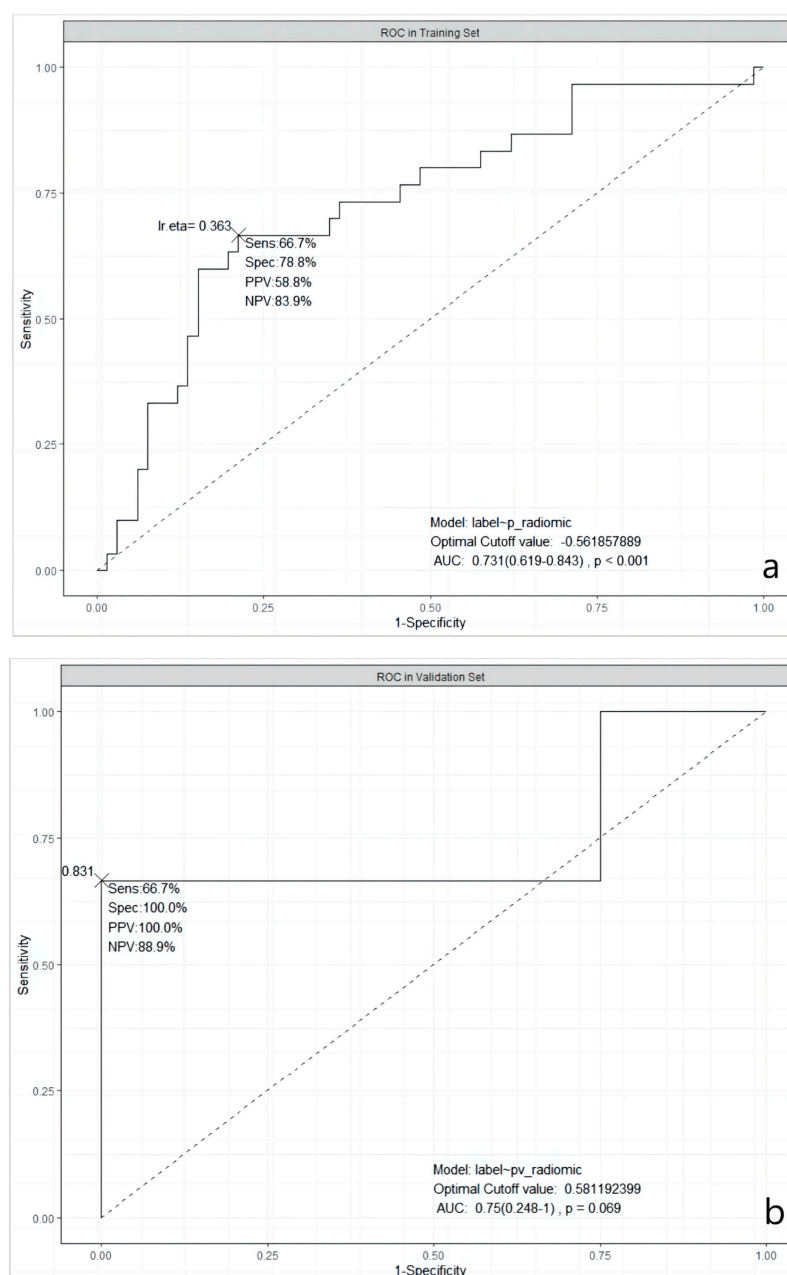 ROC in Training Set
1.00
0.75
0.50
0.25
0.00
Sensitivity
lr.eta= 0.363
Sens:66.7%
Spec:78.8%
PPV:58.8%
NPV:83.9%
Model: label~p_radiomic
Optimal Cutoff value: -0.561857889
AUC: 0.731(0.619-0.843) , p < 0.001
a
0.00 0.25 0.50 0.75 1.00
1-Specificity
ROC in Validation Set
1.00
0.75
0.50
0.25
0.00
Sensitivity
0.831
Sens:66.7%
Spec:100.0%
PPV:100.0%
NPV:88.9%
Model: label~pv_radiomic
Optimal Cutoff value: 0.581192399
AUC: 0.75(0.248-1) , p = 0.069
b
0.00 0.25 0.50 0.75 1.00
1-Specificity